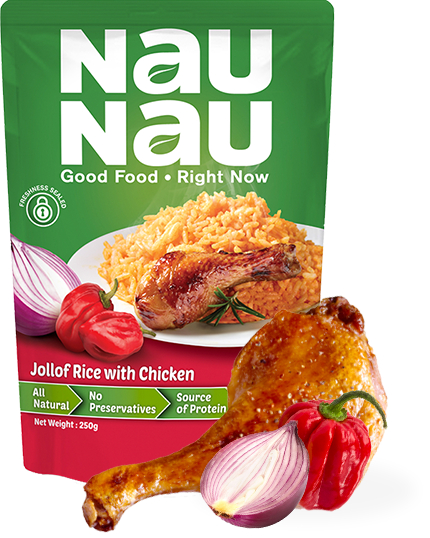 Nau
Nau
Good Food • Right Now
FRESHNESS SEALED
Jollof Rice with Chicken
All Natural
No Preservatives
Source of Protein
Net Weight : 250g